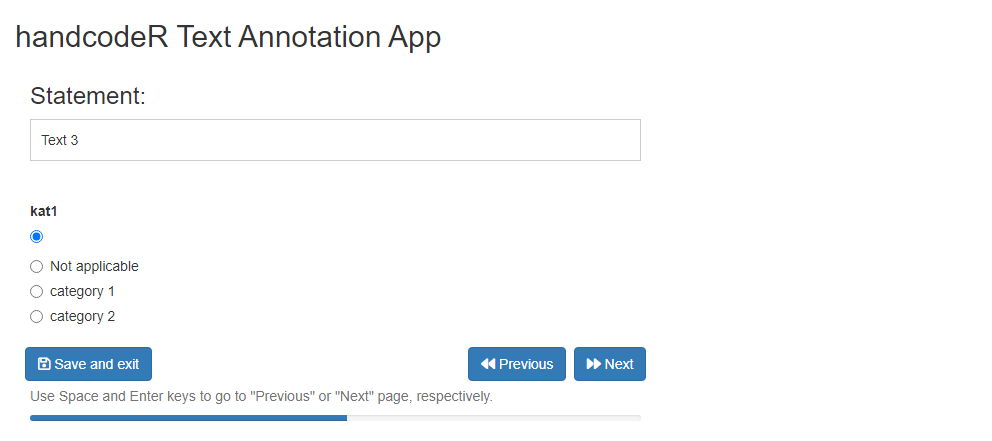 handcodeR Text Annotation App
Statement:
Text 3
kat1
Not applicable
category 1
category 2
Save and exit
Previous
Next
Use Space and Enter keys to go to "Previous" or "Next" page, respectively.